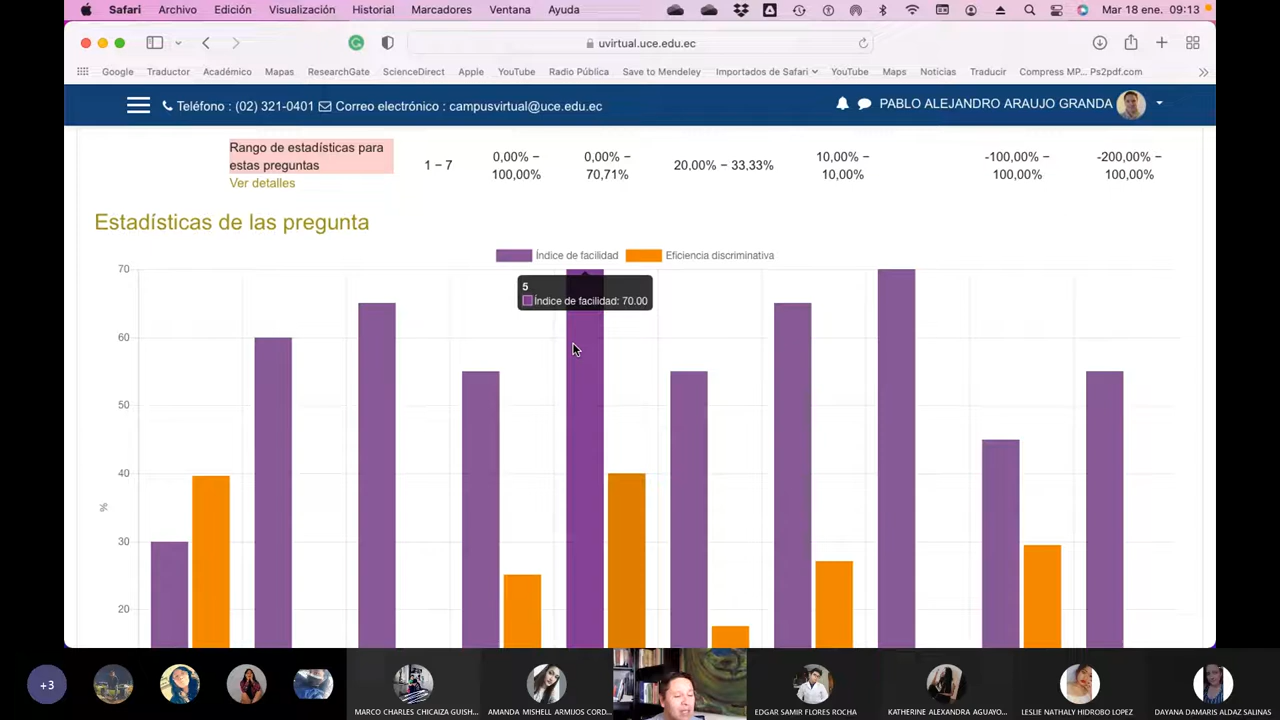 Safari Archivo Edición Visualización Historial Marcadores Ventana Ayuda Mar 18 ene. 09:13
uvirtual.uce.edu.ec
Google Traductor Académico Mapas ResearchGate ScienceDirect Apple YouTube Radio Pública Save to Mendeley Importados de Safari YouTube Maps Noticias Traducir Compress MP... Ps2pdf.com
Teléfono : (02) 321-0401 Correo electrónico : campusvirtual@uce.edu.ec PABLO ALEJANDRO ARAUJO GRANDA
Rango de estadísticas para 0,00% – 0,00% – 10,00% – -100,00% – -200,00% –
estas preguntas 1 – 7 100,00% 70,71% 20,00% – 33,33% 10,00% 100,00% 100,00%
Ver detalles
Estadísticas de las pregunta
Índice de facilidad Eficiencia discriminativa
70
5
Índice de facilidad: 70.00
60
50
40
%
30
20
+3
MARCO CHARLES CHICAIZA GUISH... AMANDA MISHELL ARMIJOS CORD... EDGAR SAMIR FLORES ROCHA KATHERINE ALEXANDRA AGUAYO... LESLIE NATHALY HIDROBO LOPEZ DAYANA DAMARIS ALDAZ SALINAS